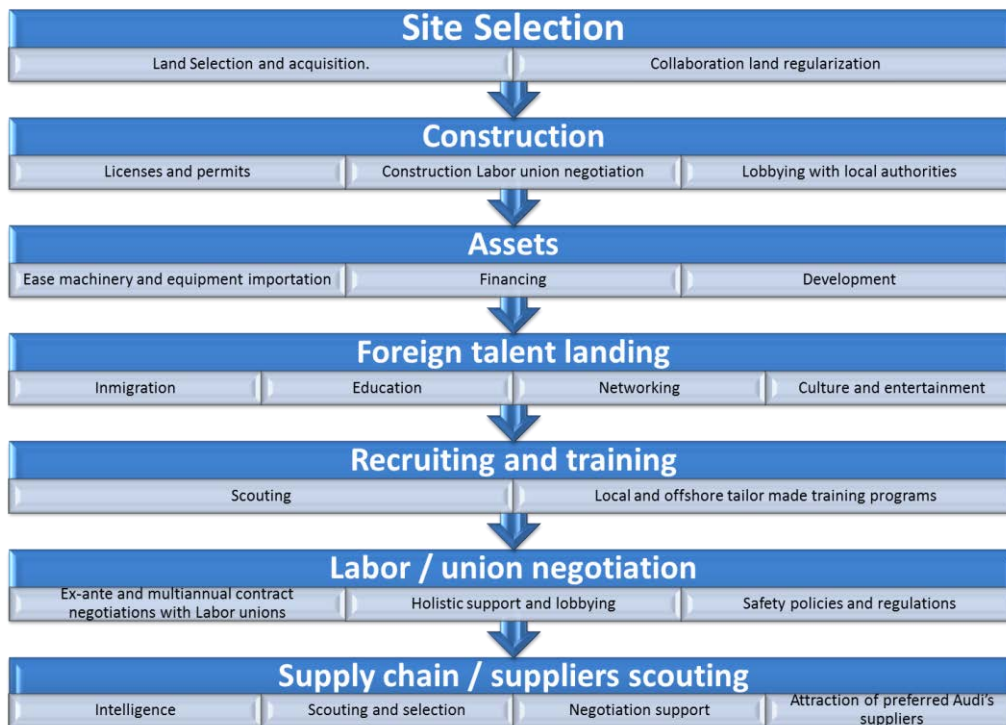 Site Selection
Land Selection and acquisition.
Collaboration land regularization
Construction
Licenses and permits
Construction Labor union negotiation
Lobbying with local authorities
Assets
Ease machinery and equipment importation
Financing
Development
Foreign talent landing
Inmigration
Education
Networking
Culture and entertainment
Recruiting and training
Scouting
Local and offshore tailor made training programs
Labor / union negotiation
Ex-ante and multiannual contract
negotiations with Labor unions
Holistic support and lobbying
Safety policies and regulations
Supply chain / suppliers scouting
Intelligence
Scouting and selection
Negotiation support
Attraction of preferred Audi's
suppliers